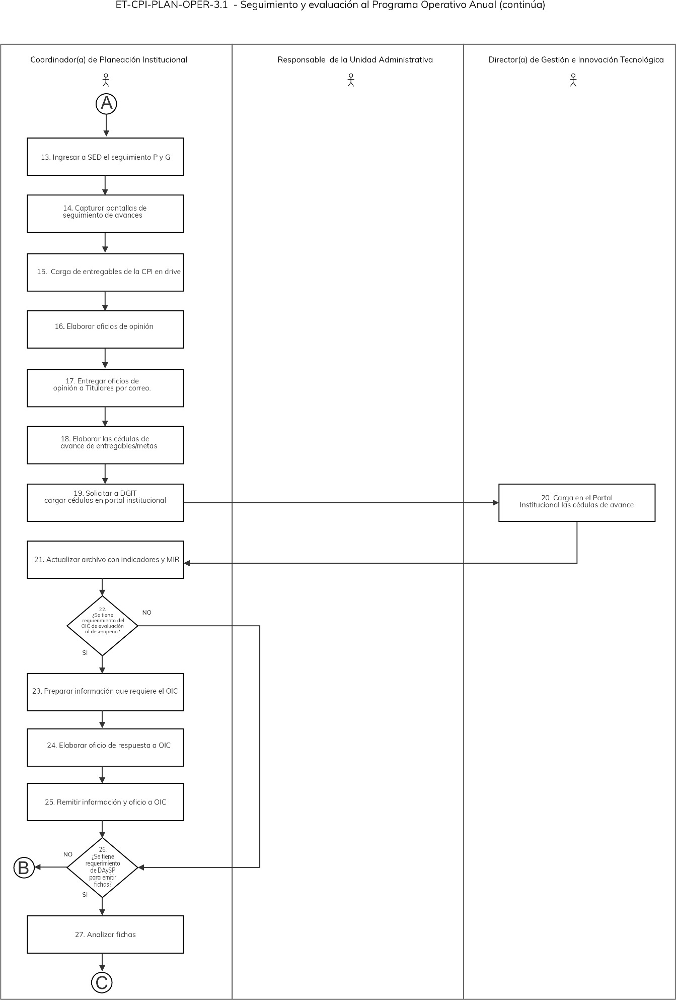 ET-CPI-PLAN-OPER-3.1 - Seguimiento y evaluación al Programa Operativo Anual (continúa)
Coordinador(a) de Planeación Institucional
Responsable de la Unidad Administrativa
Director(a) de Gestión e Innovación Tecnológica
A
13. Ingresar a SED el seguimiento P y G
14. Capturar pantallas de
seguimiento de avances
15. Carga de entregables de la CPI en drive
16. Elaborar oficios de opinión
17. Entregar oficios de
opinión a Titulares por correo.
18. Elaborar las cédulas de
avance de entregables/metas
19. Solicitar a DGIT
cargar cédulas en portal institucional
20. Carga en el Portal
Institucional las cédulas de avance
21. Actualizar archivo con indicadores y MIR
22.
¿Se tiene
requierimiento del
OIC de evaluación
al desempeño?
NO
SI
23. Preparar información que requiere el OIC
24. Elaborar oficio de respuesta a OIC
25. Remitir información y oficio a OIC
26.
¿Se tiene
requerimiento
de DAySP
para emitir
fichas?
NO
B
SI
27. Analizar fichas
C